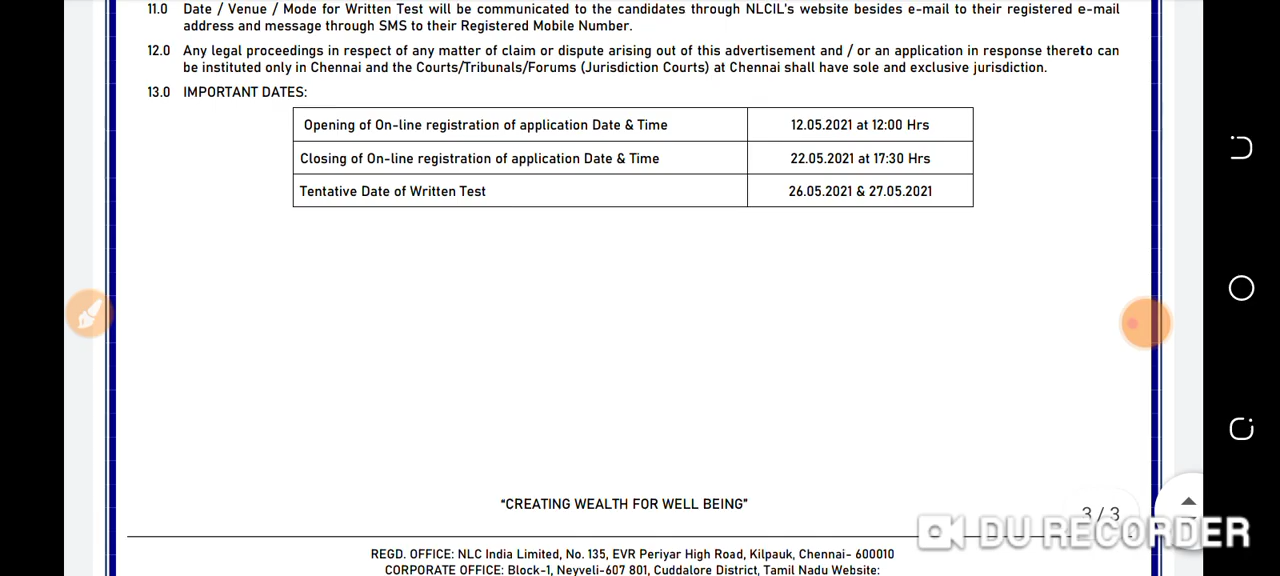 11.0 Date / Venue / Mode for Written Test will be communicated to the candidates through NLCIL's website besides e-mail to their registered e-mail
address and message through SMS to their Registered Mobile Number.
12.0 Any legal proceedings in respect of any matter of claim or dispute arising out of this advertisement and / or an application in response thereto can
be instituted only in Chennai and the Courts/Tribunals/Forums (Jurisdiction Courts) at Chennai shall have sole and exclusive jurisdiction.
13.0 IMPORTANT DATES:
Opening of On-line registration of application Date & Time 12.05.2021 at 12:00 Hrs
Closing of On-line registration of application Date & Time 22.05.2021 at 17:30 Hrs
Tentative Date of Written Test 26.05.2021 & 27.05.2021
"CREATING WEALTH FOR WELL BEING"
3 / 3
DU RECORDER
REGD. OFFICE: NLC India Limited, No. 135, EVR Periyar High Road, Kilpauk, Chennai- 600010
CORPORATE OFFICE: Block-1, Neyveli-607 801, Cuddalore District, Tamil Nadu Website: